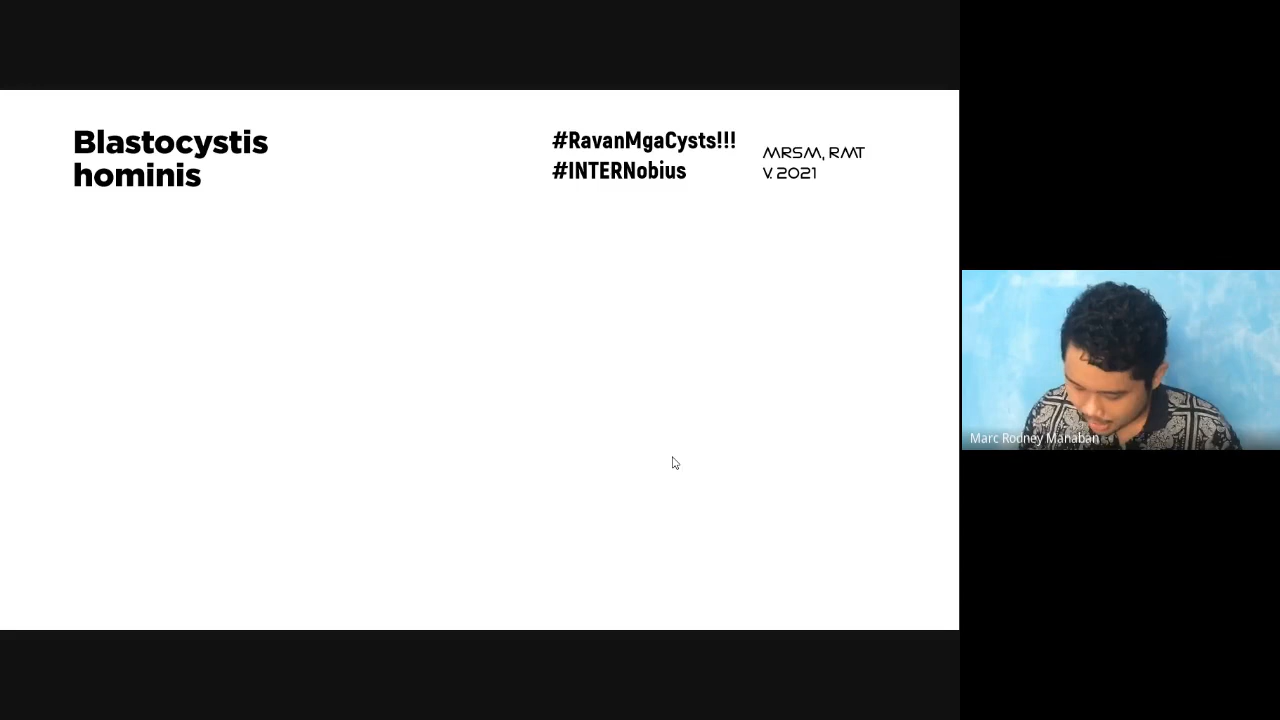 Blastocystis
hominis
#RavanMgaCysts!!!
#INTERNobius
MRSM, RMT
V. 2021
Marc Rodney Manaban